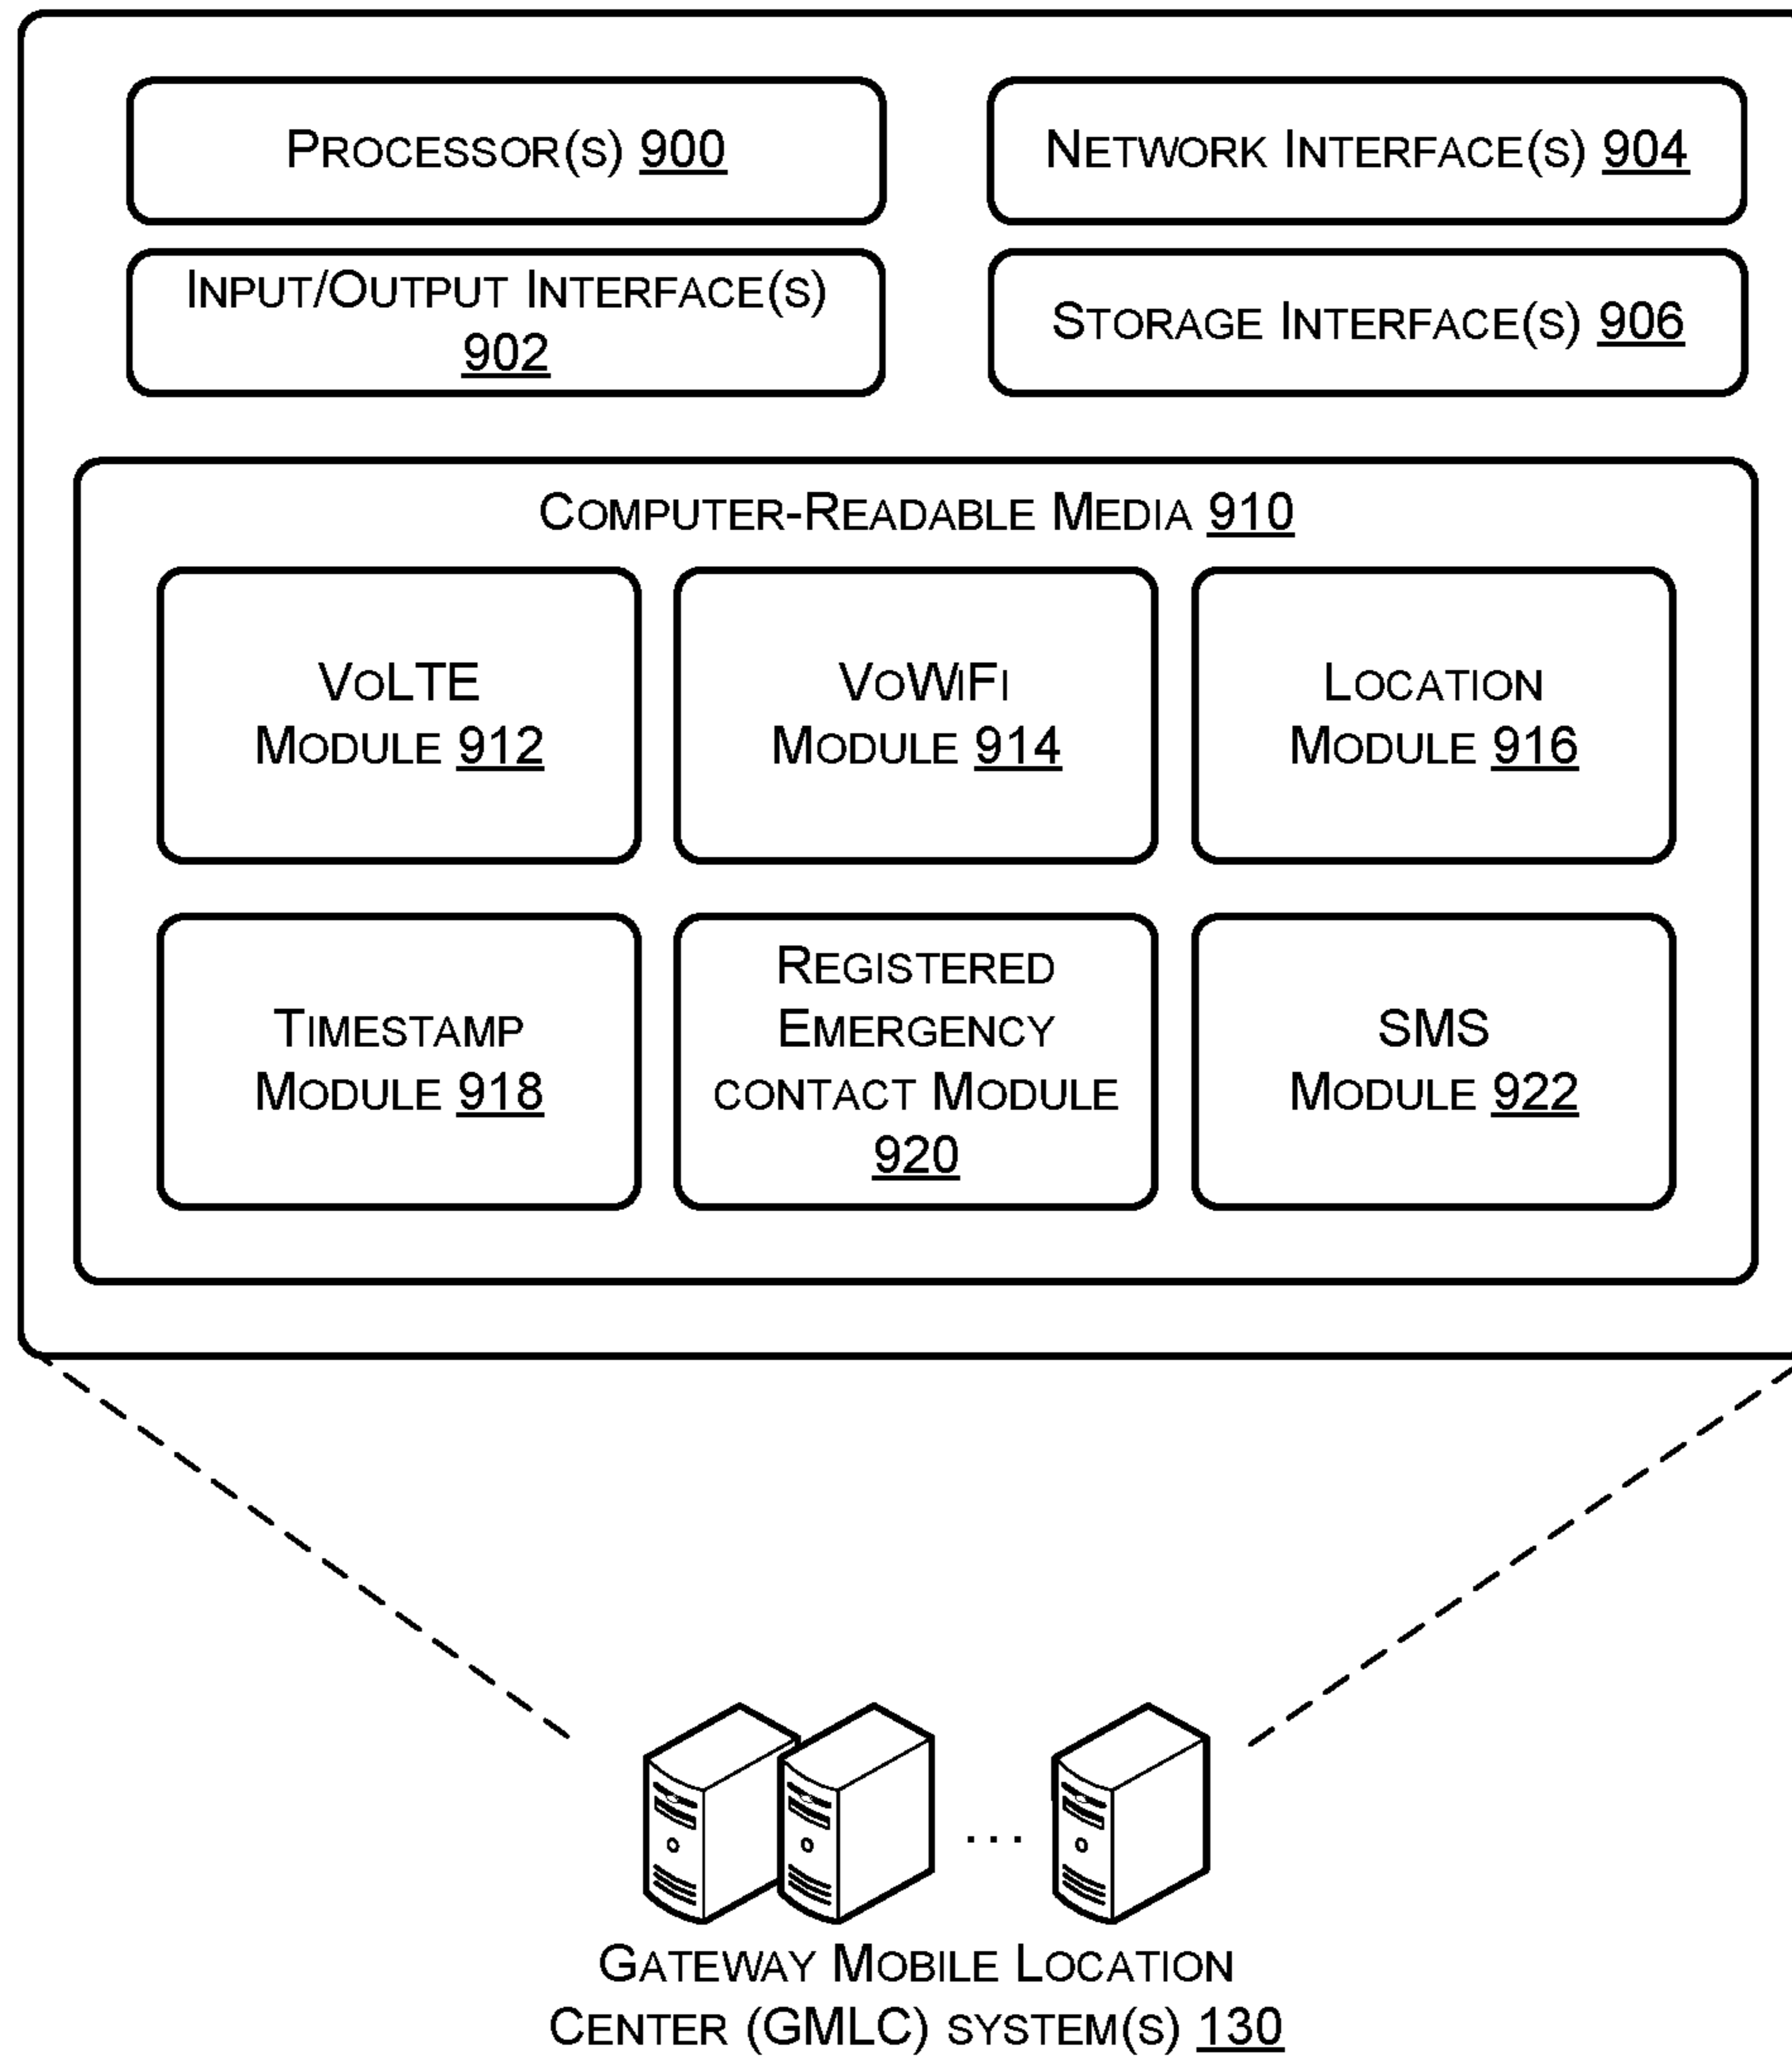 PROCESSOR(S) 900
NETWORK INTERFACE(S) 904
INPUT/OUTPUT INTERFACE(S)
902
STORAGE INTERFACE(S) 906
COMPUTER-READABLE MEDIA 910
VOLTE
MODULE 912
VOWIFI
MODULE 914
LOCATION
MODULE 916
TIMESTAMP
MODULE 918
REGISTERED
EMERGENCY
CONTACT MODULE
920
SMS
MODULE 922
...
GATEWAY MOBILE LOCATION
CENTER (GMLC) SYSTEM(S) 130